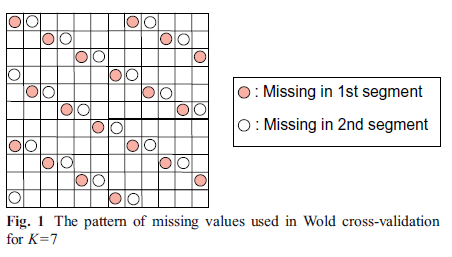 : Missing in 1st segment
: Missing in 2nd segment
Fig. 1 The pattern of missing values used in Wold cross-validation
for K=7